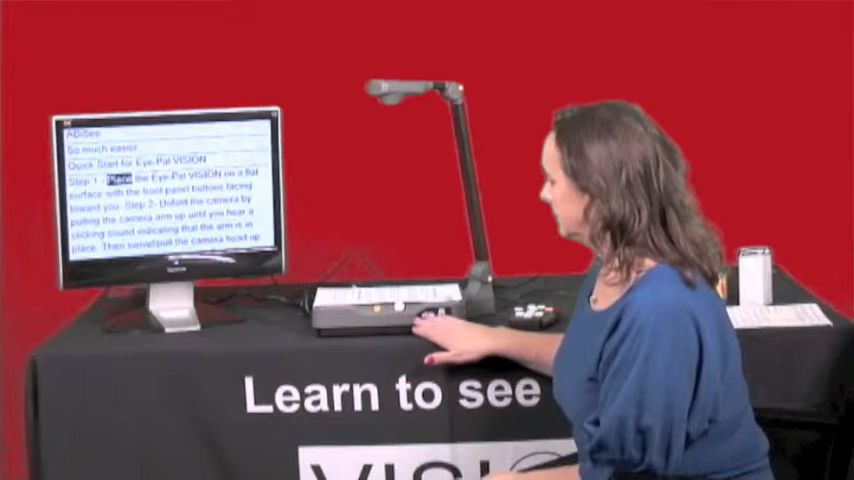 ABiSee
So much easier
Quick Start for Eye-Pal VISION
Step 1 - Place the Eye-Pal VISION on a flat
surface with the front panel buttons facing
toward you. Step 2- Unfold the camera by
pulling the camera arm up until you hear a
clicking sound indicating that the arm is in
place. Then swivel/pull the camera head up
Learn to see
VISIO